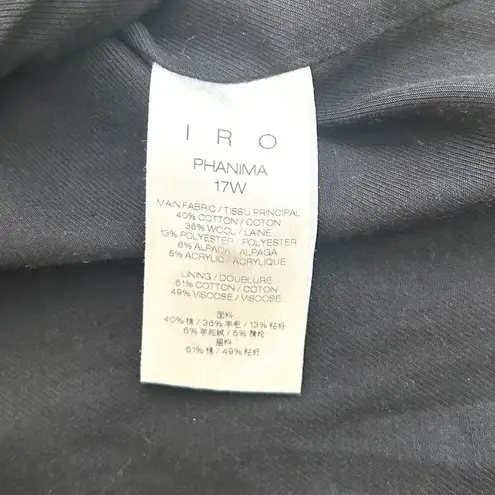 I R O
PHANIMA
17W
MAIN FABRIC / TISSU PRINCIPAL
40% COTTON / COTON
36% WOOL / LAINE
13% POLYESTER / POLYESTER
6% ALPACA / ALPAGA
5% ACRYLIC / ACRYLIQUE
LINING / DOUBLURE
51% COTTON / COTON
49% VISCOSE / VISCOSE
面料
40% 棉 / 36% 羊毛 / 13% 粘纤
6% 羊驼绒 / 5% 腈纶
里料
51% 棉 / 49% 粘纤